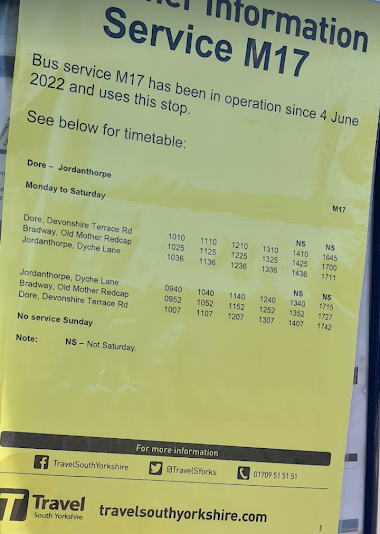 Information
Service M17
Bus service M17 has been in operation since 4 June
2022 and uses this stop.
See below for timetable:
Dore – Jordanthorpe
Monday to Saturday
M17
NS NS
Dore, Devonshire Terrace Rd 1010 1110 1210 1310 1410 1645
Bradway, Old Mother Redcap 1025 1125 1225 1325 1425 1700
Jordanthorpe, Dyche Lane 1036 1136 1236 1336 1436 1711
NS NS
Jordanthorpe, Dyche Lane 0940 1040 1140 1240 1340 1715
Bradway, Old Mother Redcap 0952 1052 1152 1252 1352 1727
Dore, Devonshire Terrace Rd 1007 1107 1207 1307 1407 1742
No service Sunday
Note: NS – Not Saturday.
For more information
TravelSouthYorkshire @TravelSYorks 01709 51 51 51
Travel
South Yorkshire
travelsouthyorkshire.com